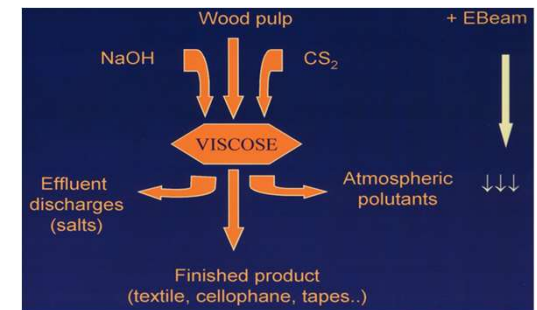 Wood pulp
+ EBeam
NaOH
CS₂
VISCOSE
Effluent
discharges
(salts)
Atmospheric
polutants
↓↓↓
Finished product
(textile, cellophane, tapes..)